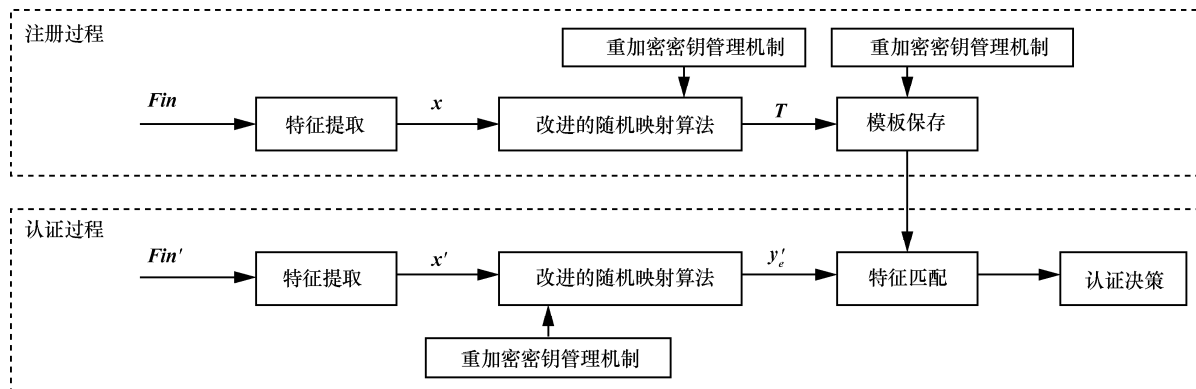 注册过程
重加密密钥管理机制
重加密密钥管理机制
Fin
特征提取
x
改进的随机映射算法
T
模板保存
认证过程
Fin'
特征提取
x'
改进的随机映射算法
y'ₑ
特征匹配
认证决策
重加密密钥管理机制